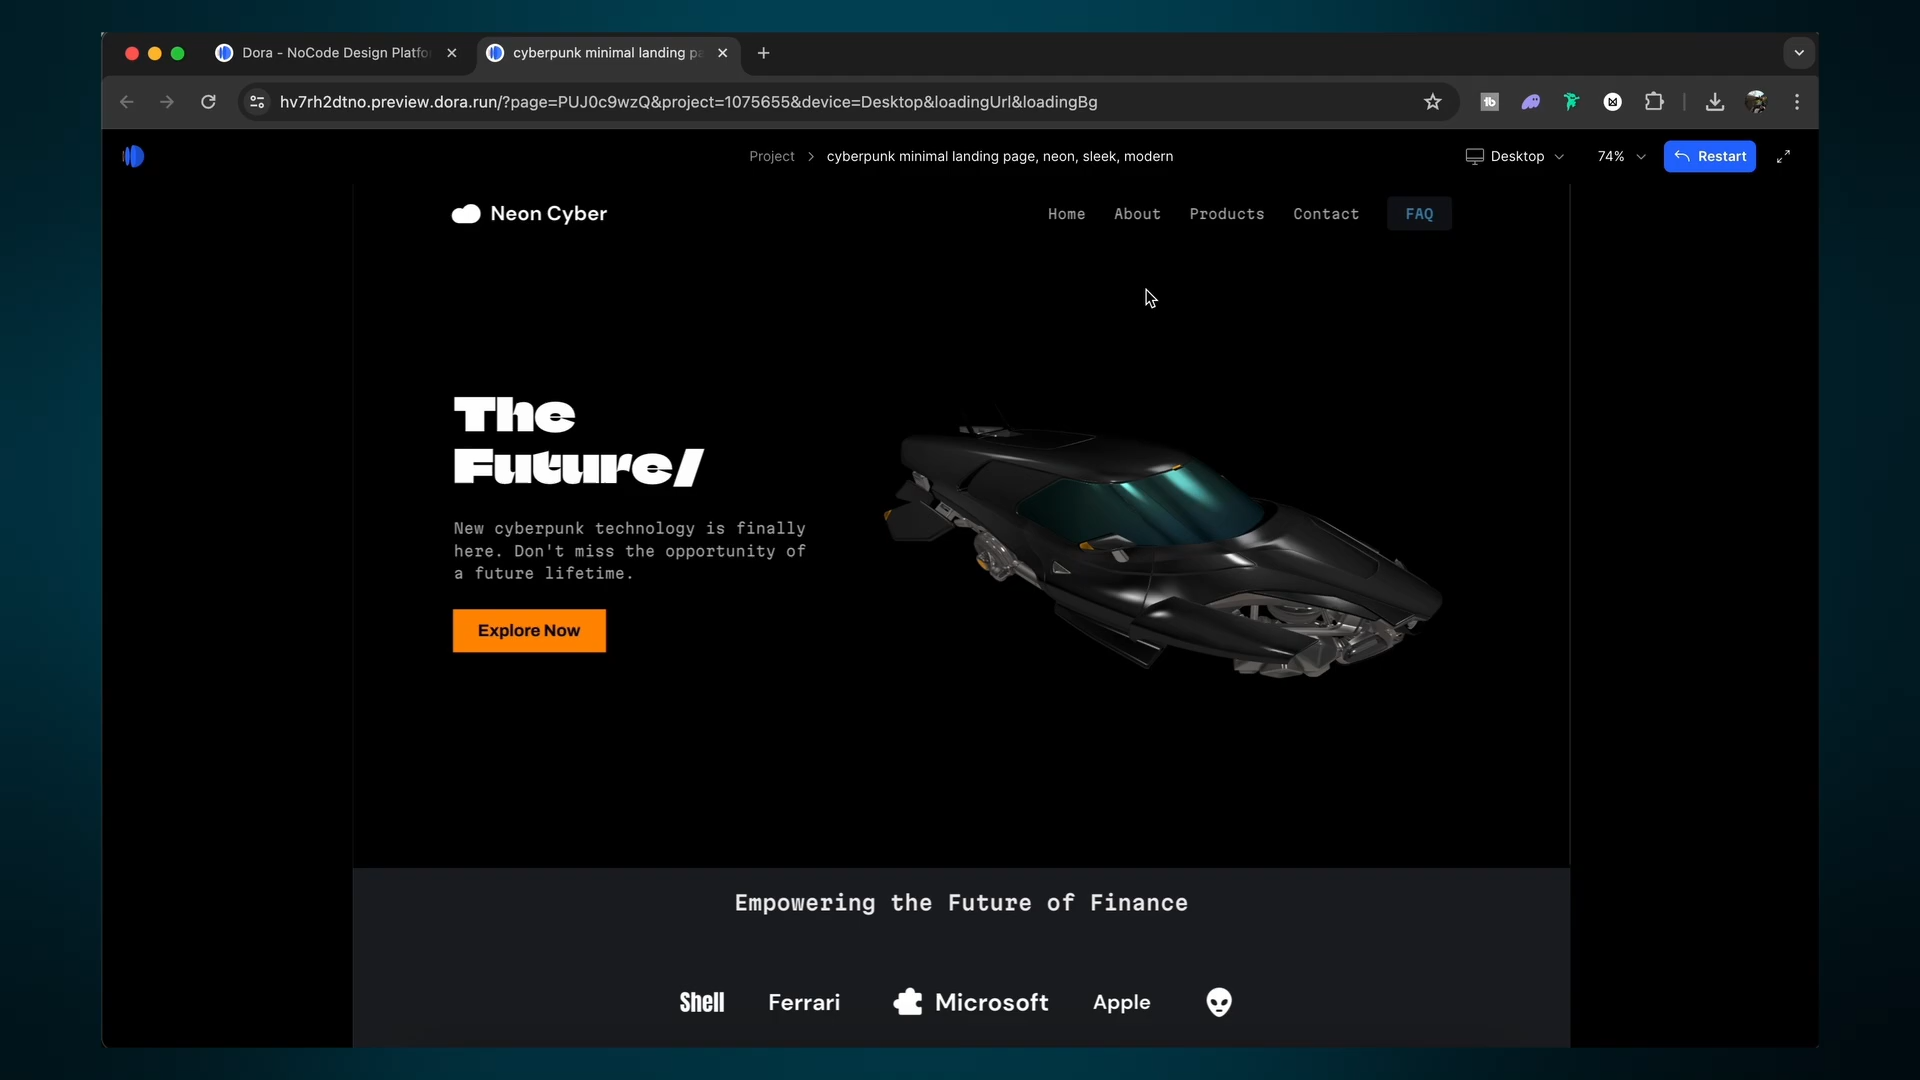 Dora - NoCode Design Platfo
cyberpunk minimal landing pa
hv7rh2dtno.preview.dora.run/?page=PUJ0c9wzQ&project=1075655&device=Desktop&loadingUrl&loadingBg
tb
Project > cyberpunk minimal landing page, neon, sleek, modern
Desktop
74%
Restart
Neon Cyber
Home
About
Products
Contact
FAQ
The
Future/
New cyberpunk technology is finally
here. Don't miss the opportunity of
a future lifetime.
Explore Now
Empowering the Future of Finance
Shell
Ferrari
Microsoft
Apple